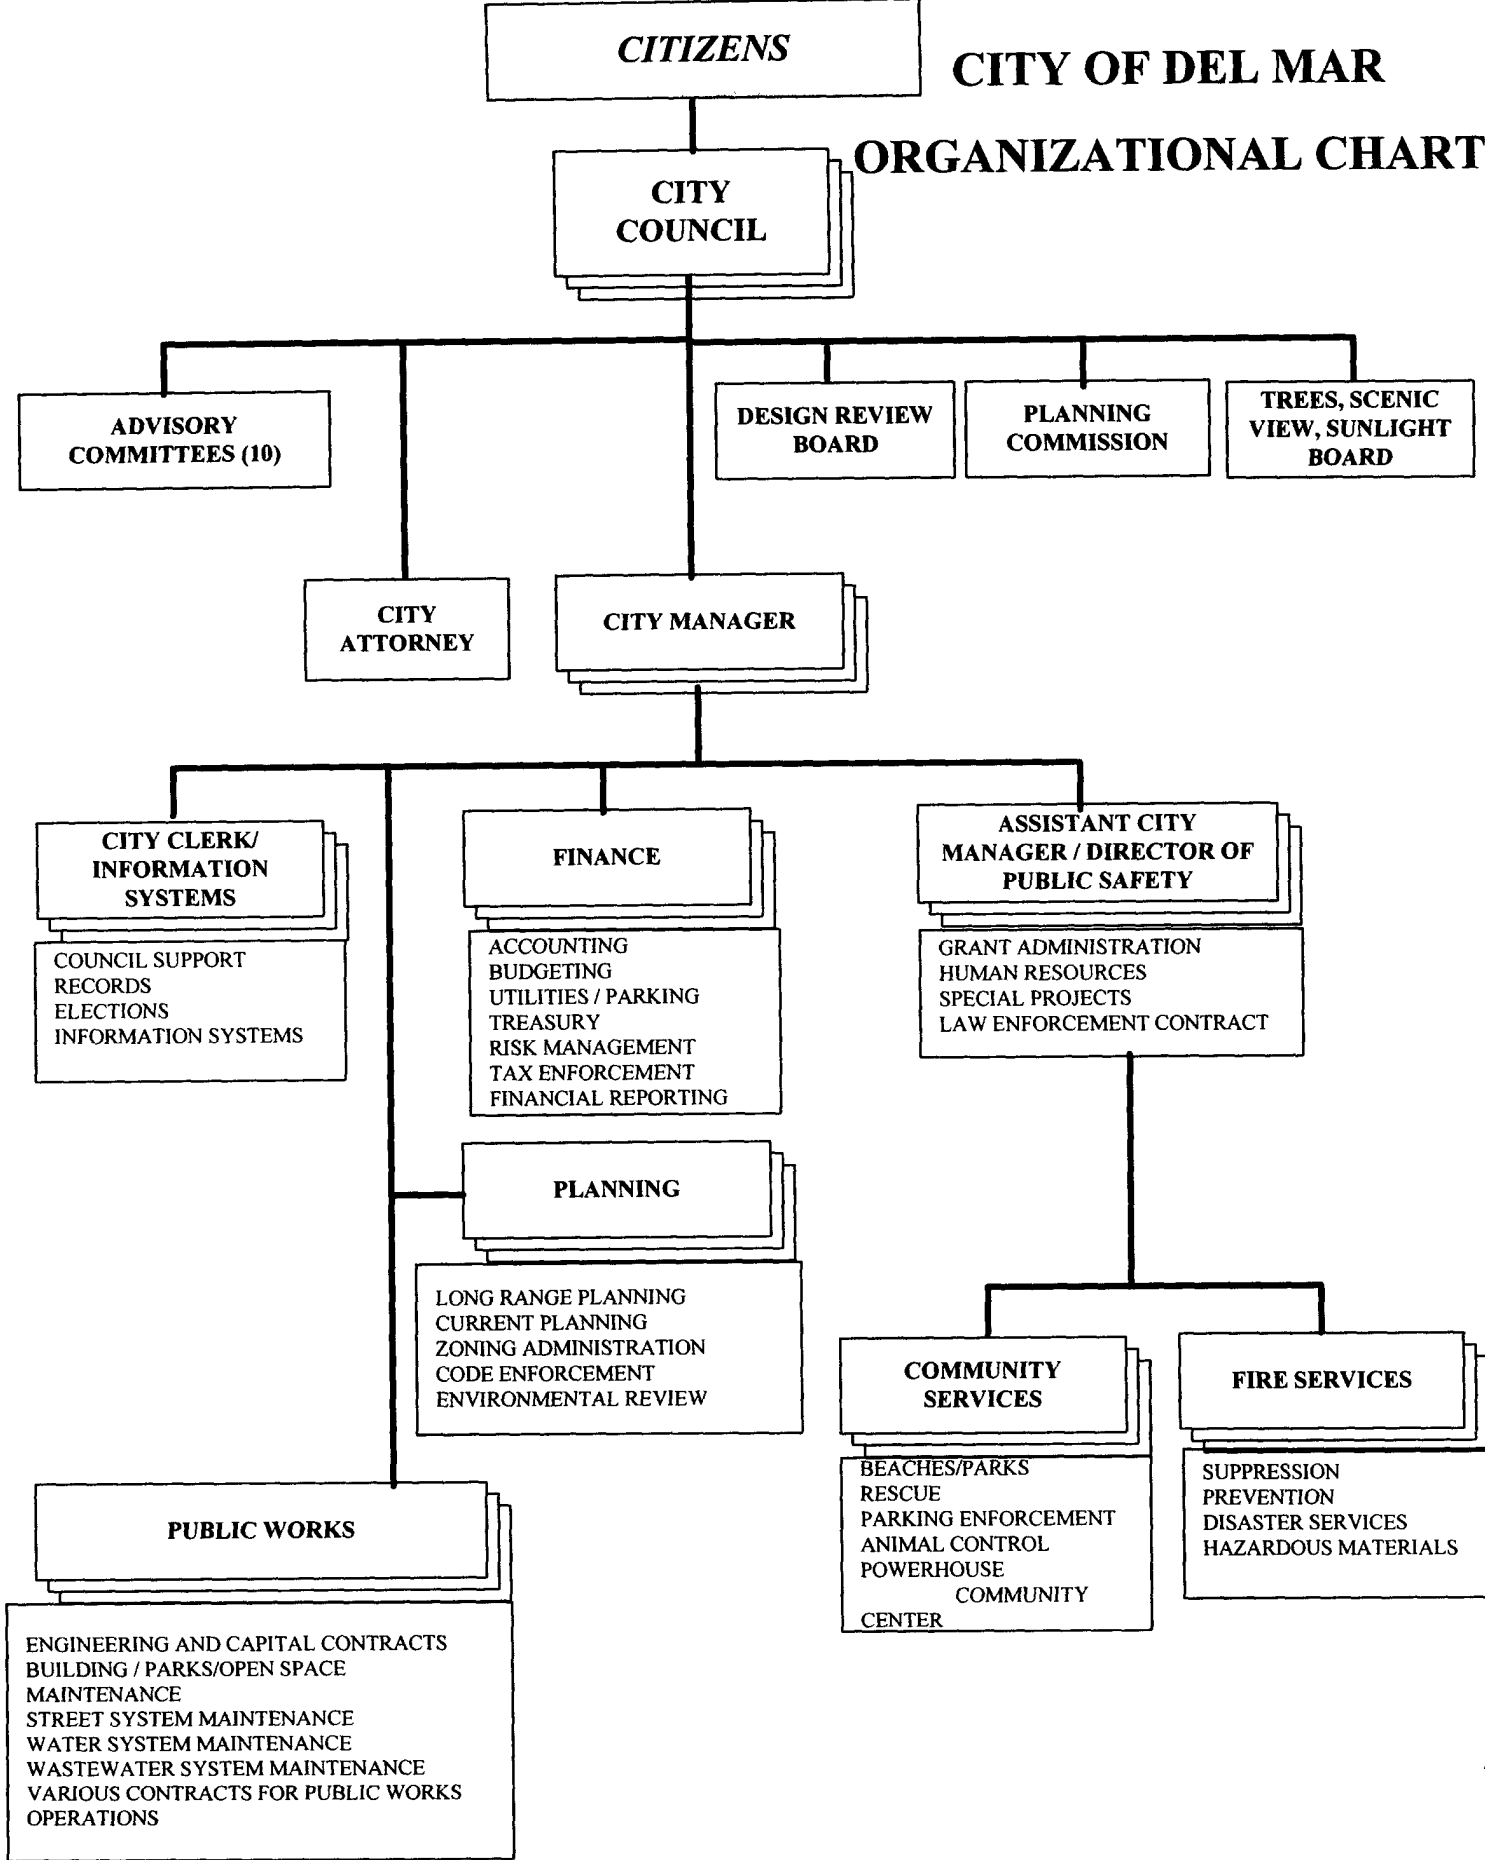 CITIZENS
CITY OF DEL MAR
ORGANIZATIONAL CHART
CITY
COUNCIL
ADVISORY
COMMITTEES (10)
DESIGN REVIEW
BOARD
PLANNING
COMMISSION
TREES, SCENIC
VIEW, SUNLIGHT
BOARD
CITY
ATTORNEY
CITY MANAGER
CITY CLERK/
INFORMATION
SYSTEMS
COUNCIL SUPPORT
RECORDS
ELECTIONS
INFORMATION SYSTEMS
FINANCE
ACCOUNTING
BUDGETING
UTILITIES / PARKING
TREASURY
RISK MANAGEMENT
TAX ENFORCEMENT
FINANCIAL REPORTING
ASSISTANT CITY
MANAGER / DIRECTOR OF
PUBLIC SAFETY
GRANT ADMINISTRATION
HUMAN RESOURCES
SPECIAL PROJECTS
LAW ENFORCEMENT CONTRACT
PLANNING
LONG RANGE PLANNING
CURRENT PLANNING
ZONING ADMINISTRATION
CODE ENFORCEMENT
ENVIRONMENTAL REVIEW
COMMUNITY
SERVICES
BEACHES/PARKS
RESCUE
PARKING ENFORCEMENT
ANIMAL CONTROL
POWERHOUSE
COMMUNITY
CENTER
FIRE SERVICES
SUPPRESSION
PREVENTION
DISASTER SERVICES
HAZARDOUS MATERIALS
PUBLIC WORKS
ENGINEERING AND CAPITAL CONTRACTS
BUILDING / PARKS/OPEN SPACE
MAINTENANCE
STREET SYSTEM MAINTENANCE
WATER SYSTEM MAINTENANCE
WASTEWATER SYSTEM MAINTENANCE
VARIOUS CONTRACTS FOR PUBLIC WORKS
OPERATIONS